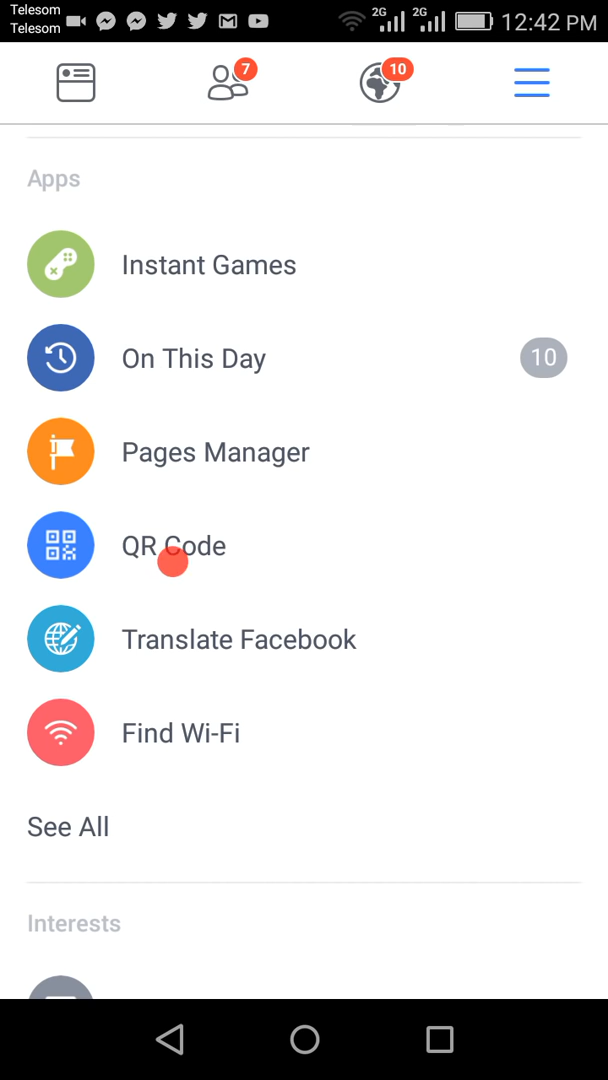 Telesom
Telesom
2G
2G
12:42 PM
7
10
Apps
Instant Games
On This Day
10
Pages Manager
QR Code
Translate Facebook
Find Wi-Fi
See All
Interests